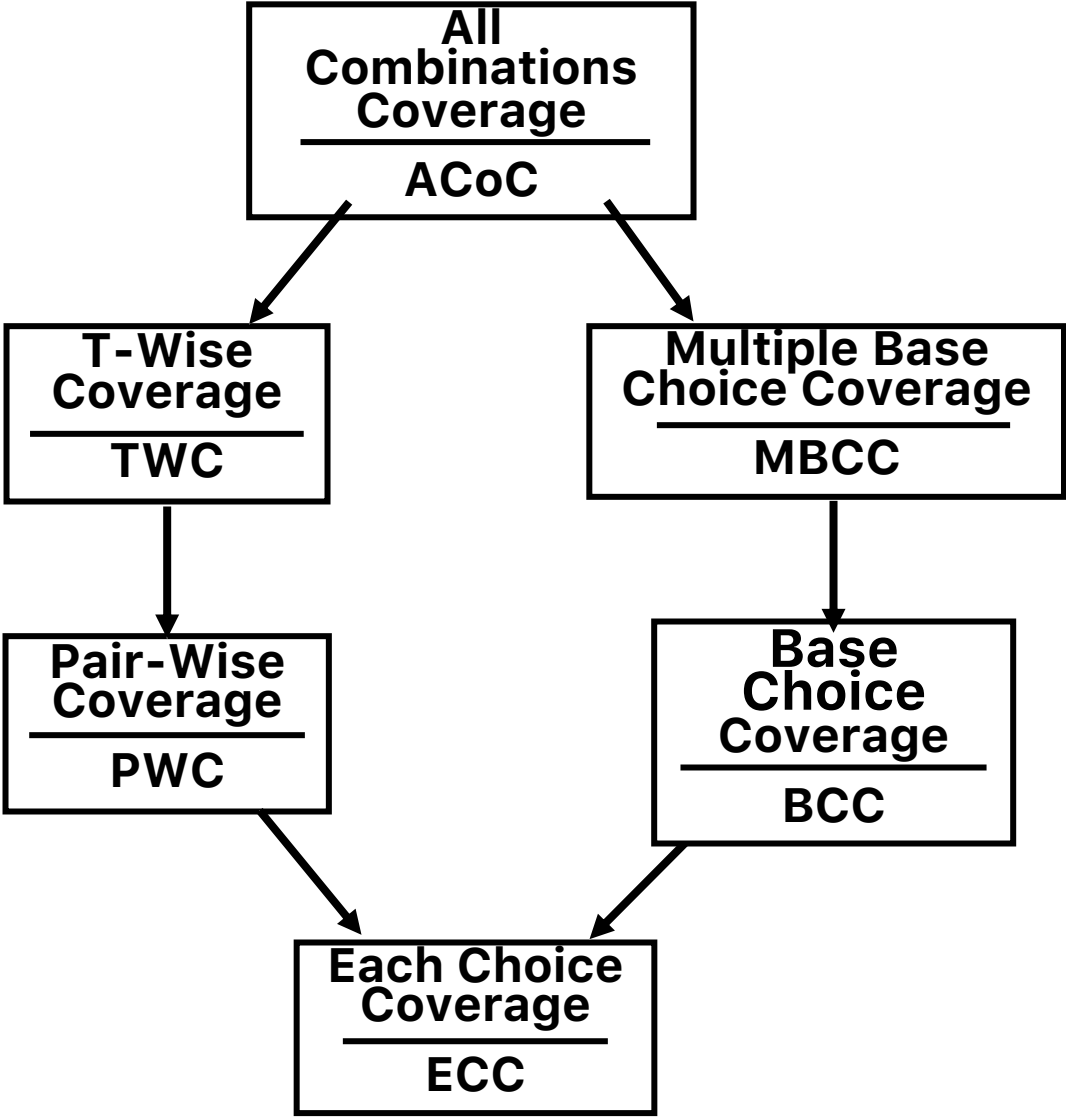 All
Combinations
Coverage
ACoC
T-Wise
Coverage
TWC
Multiple Base
Choice Coverage
MBCC
Pair-Wise
Coverage
PWC
Base
Choice
Coverage
BCC
Each Choice
Coverage
ECC